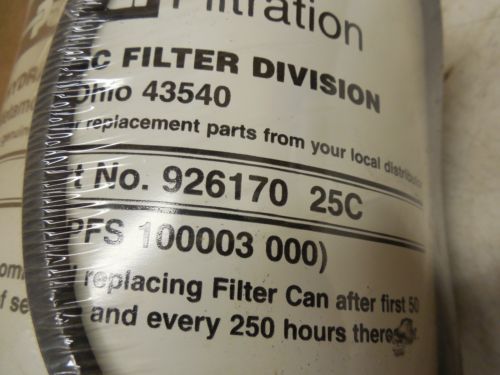 Filtration
c FILTER DIVISION
Ohio 43540
replacement parts from your local distribu
t No. 926170 25C
PFS 100003 000)
replacing Filter Can after first 50
and every 250 hours there